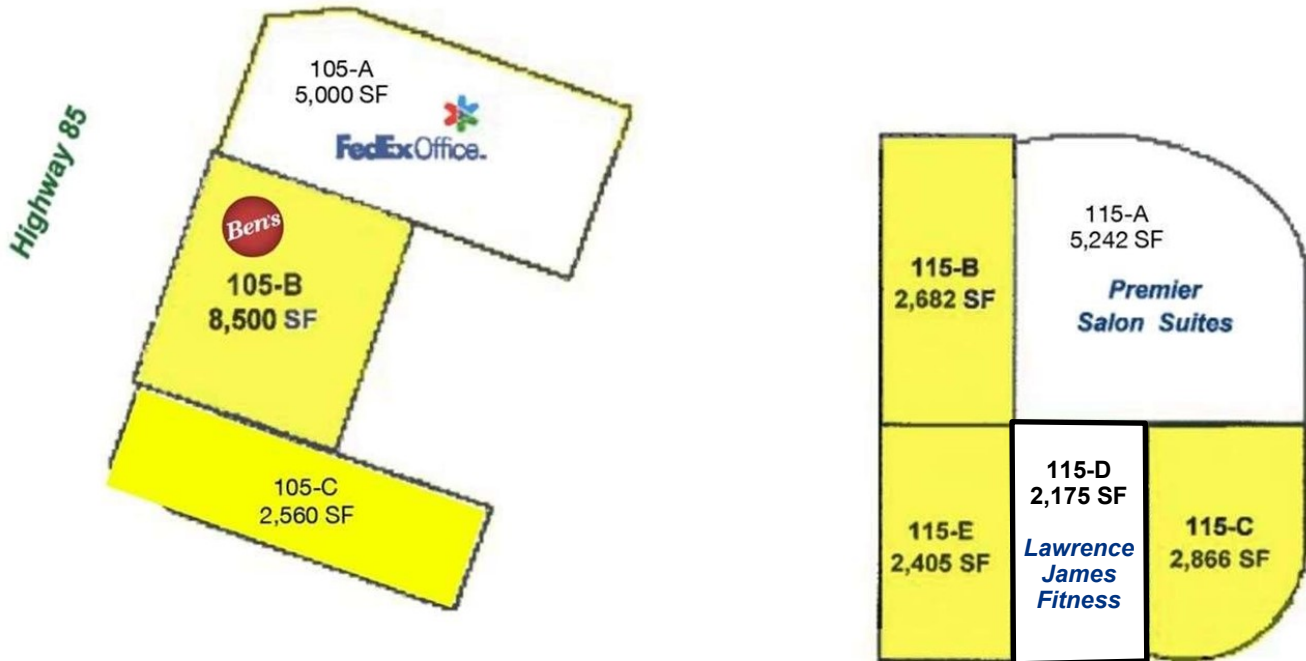 Highway 85
105-A
5,000 SF
FedEx Office.
Ben's
105-B
8,500 SF
105-C
2,560 SF
115-A
5,242 SF
Premier
Salon Suites
115-B
2,682 SF
115-E
2,405 SF
115-D
2,175 SF
Lawrence
James
Fitness
115-C
2,866 SF